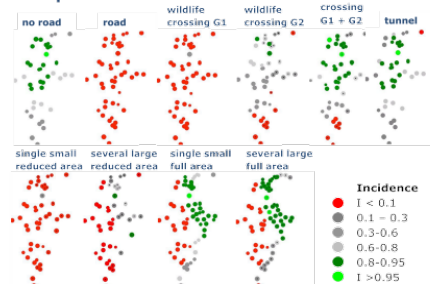 no road
road
wildlife
crossing G1
wildlife
crossing G2
crossing
G1 + G2
tunnel
single small
reduced area
several large
reduced area
single small
full area
several large
full area
Incidence
I < 0.1
0.1 – 0.3
0.3-0.6
0.6-0.8
0.8-0.95
I >0.95